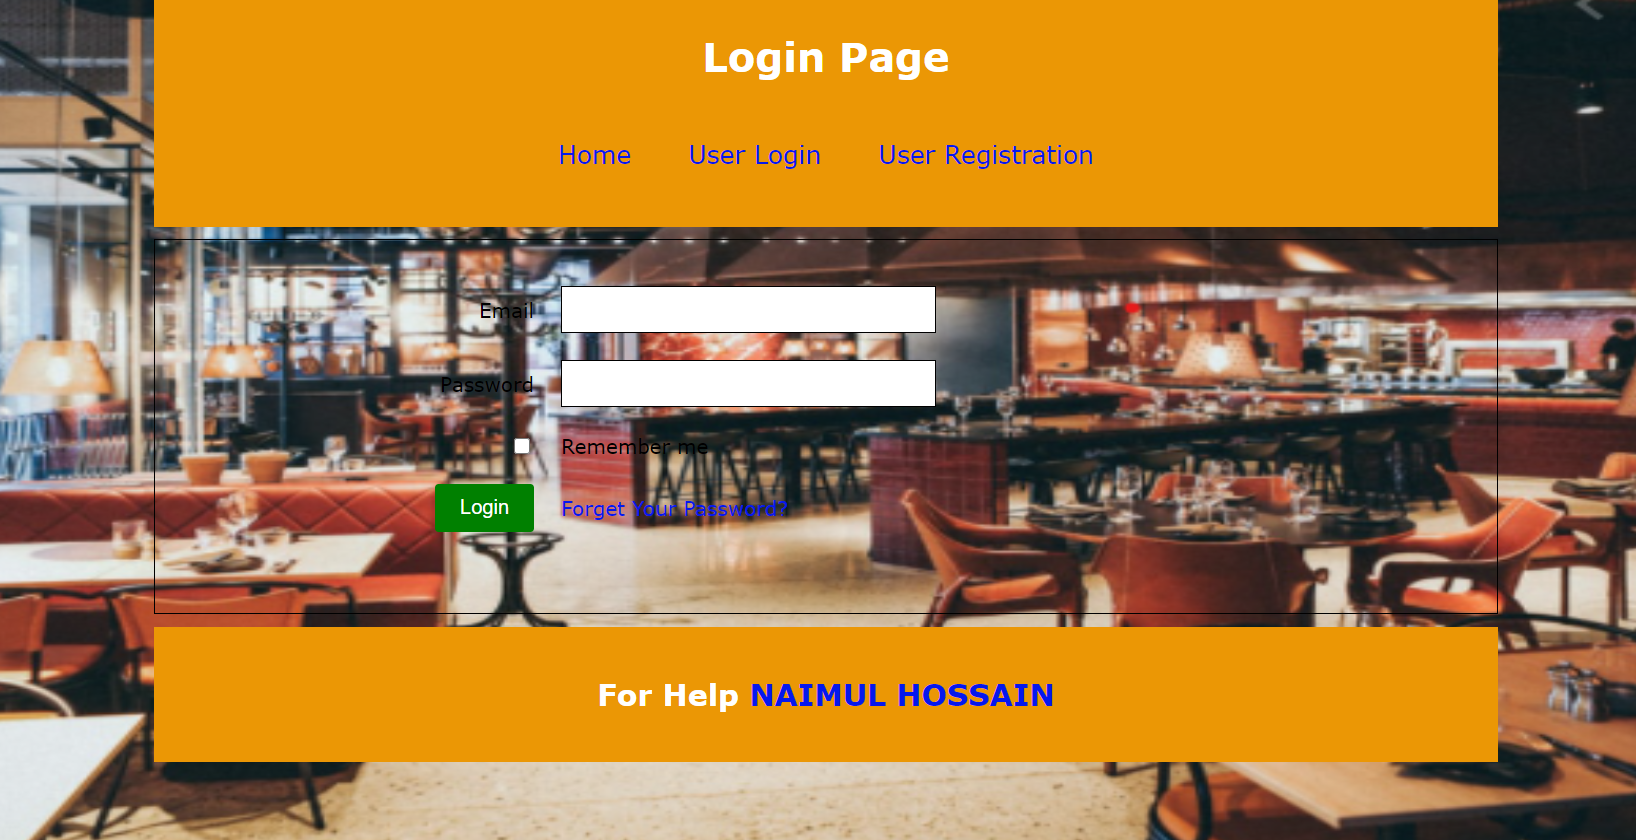 Login Page
Home User Login User Registration
Email
Password
Remember me
Login Forget Your Password?
For Help NAIMUL HOSSAIN